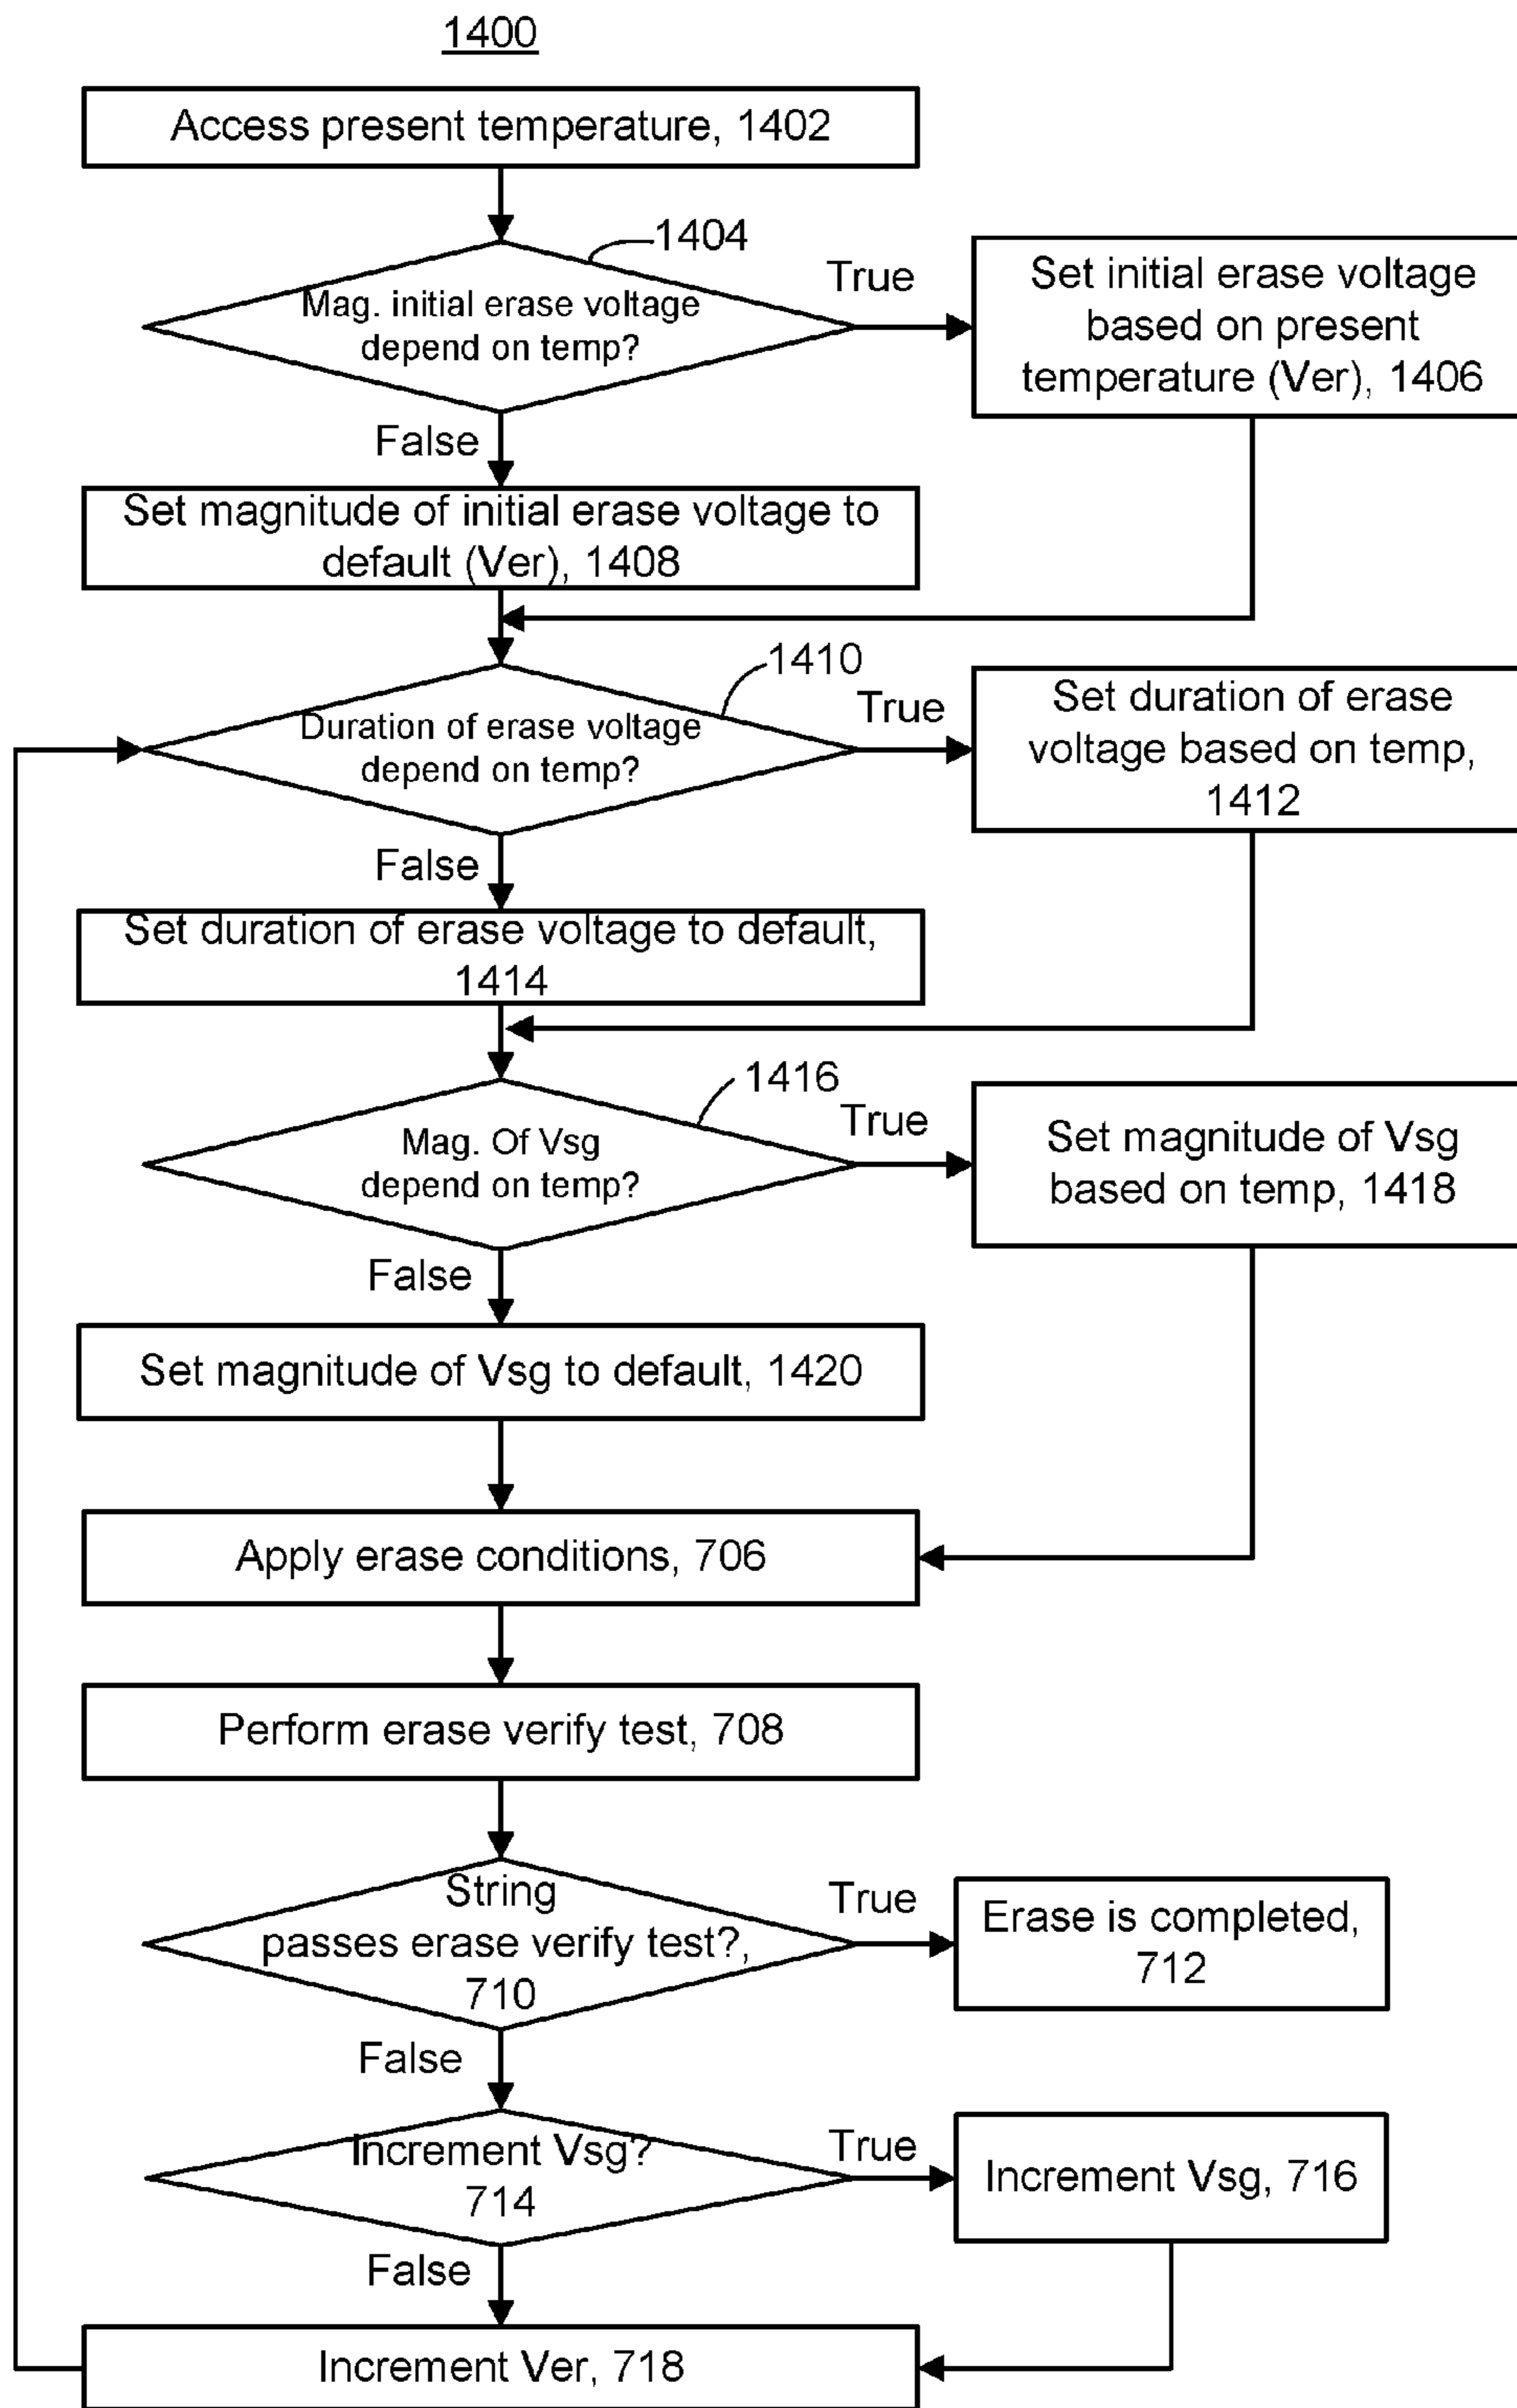 1400
Access present temperature, 1402
1404
Mag. initial erase voltage
depend on temp?
True
Set initial erase voltage
based on present
temperature (Ver), 1406
False
Set magnitude of initial erase voltage to
default (Ver), 1408
1410
Duration of erase voltage
depend on temp?
True
Set duration of erase
voltage based on temp,
1412
False
Set duration of erase voltage to default,
1414
1416
Mag. Of Vsg
depend on temp?
True
Set magnitude of Vsg
based on temp, 1418
False
Set magnitude of Vsg to default, 1420
Apply erase conditions, 706
Perform erase verify test, 708
String
passes erase verify test?,
710
True
Erase is completed,
712
False
Increment Vsg?
714
True
Increment Vsg, 716
False
Increment Ver, 718